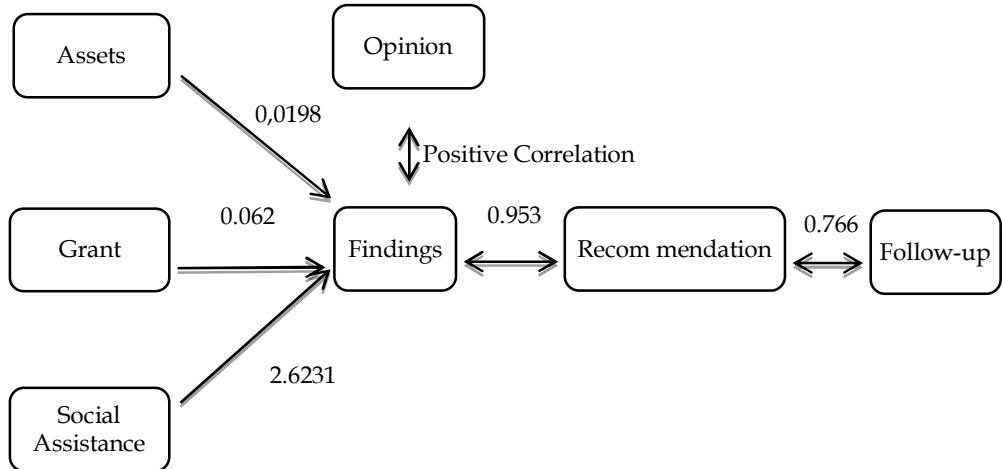 Assets
Opinion
0,0198
Positive Correlation
Grant
0.062
Findings
0.953
Recom mendation
0.766
Follow-up
2.6231
Social
Assistance